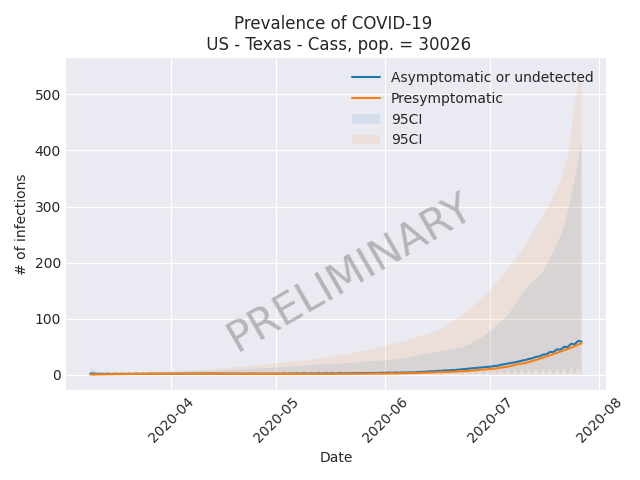 Prevalence of COVID-19
US - Texas - Cass, pop. = 30026
Asymptomatic or undetected
Presymptomatic
95CI
95CI
# of infections
500
400
300
200
100
0
PRELIMINARY
2020-04
2020-05
2020-06
2020-07
2020-08
Date